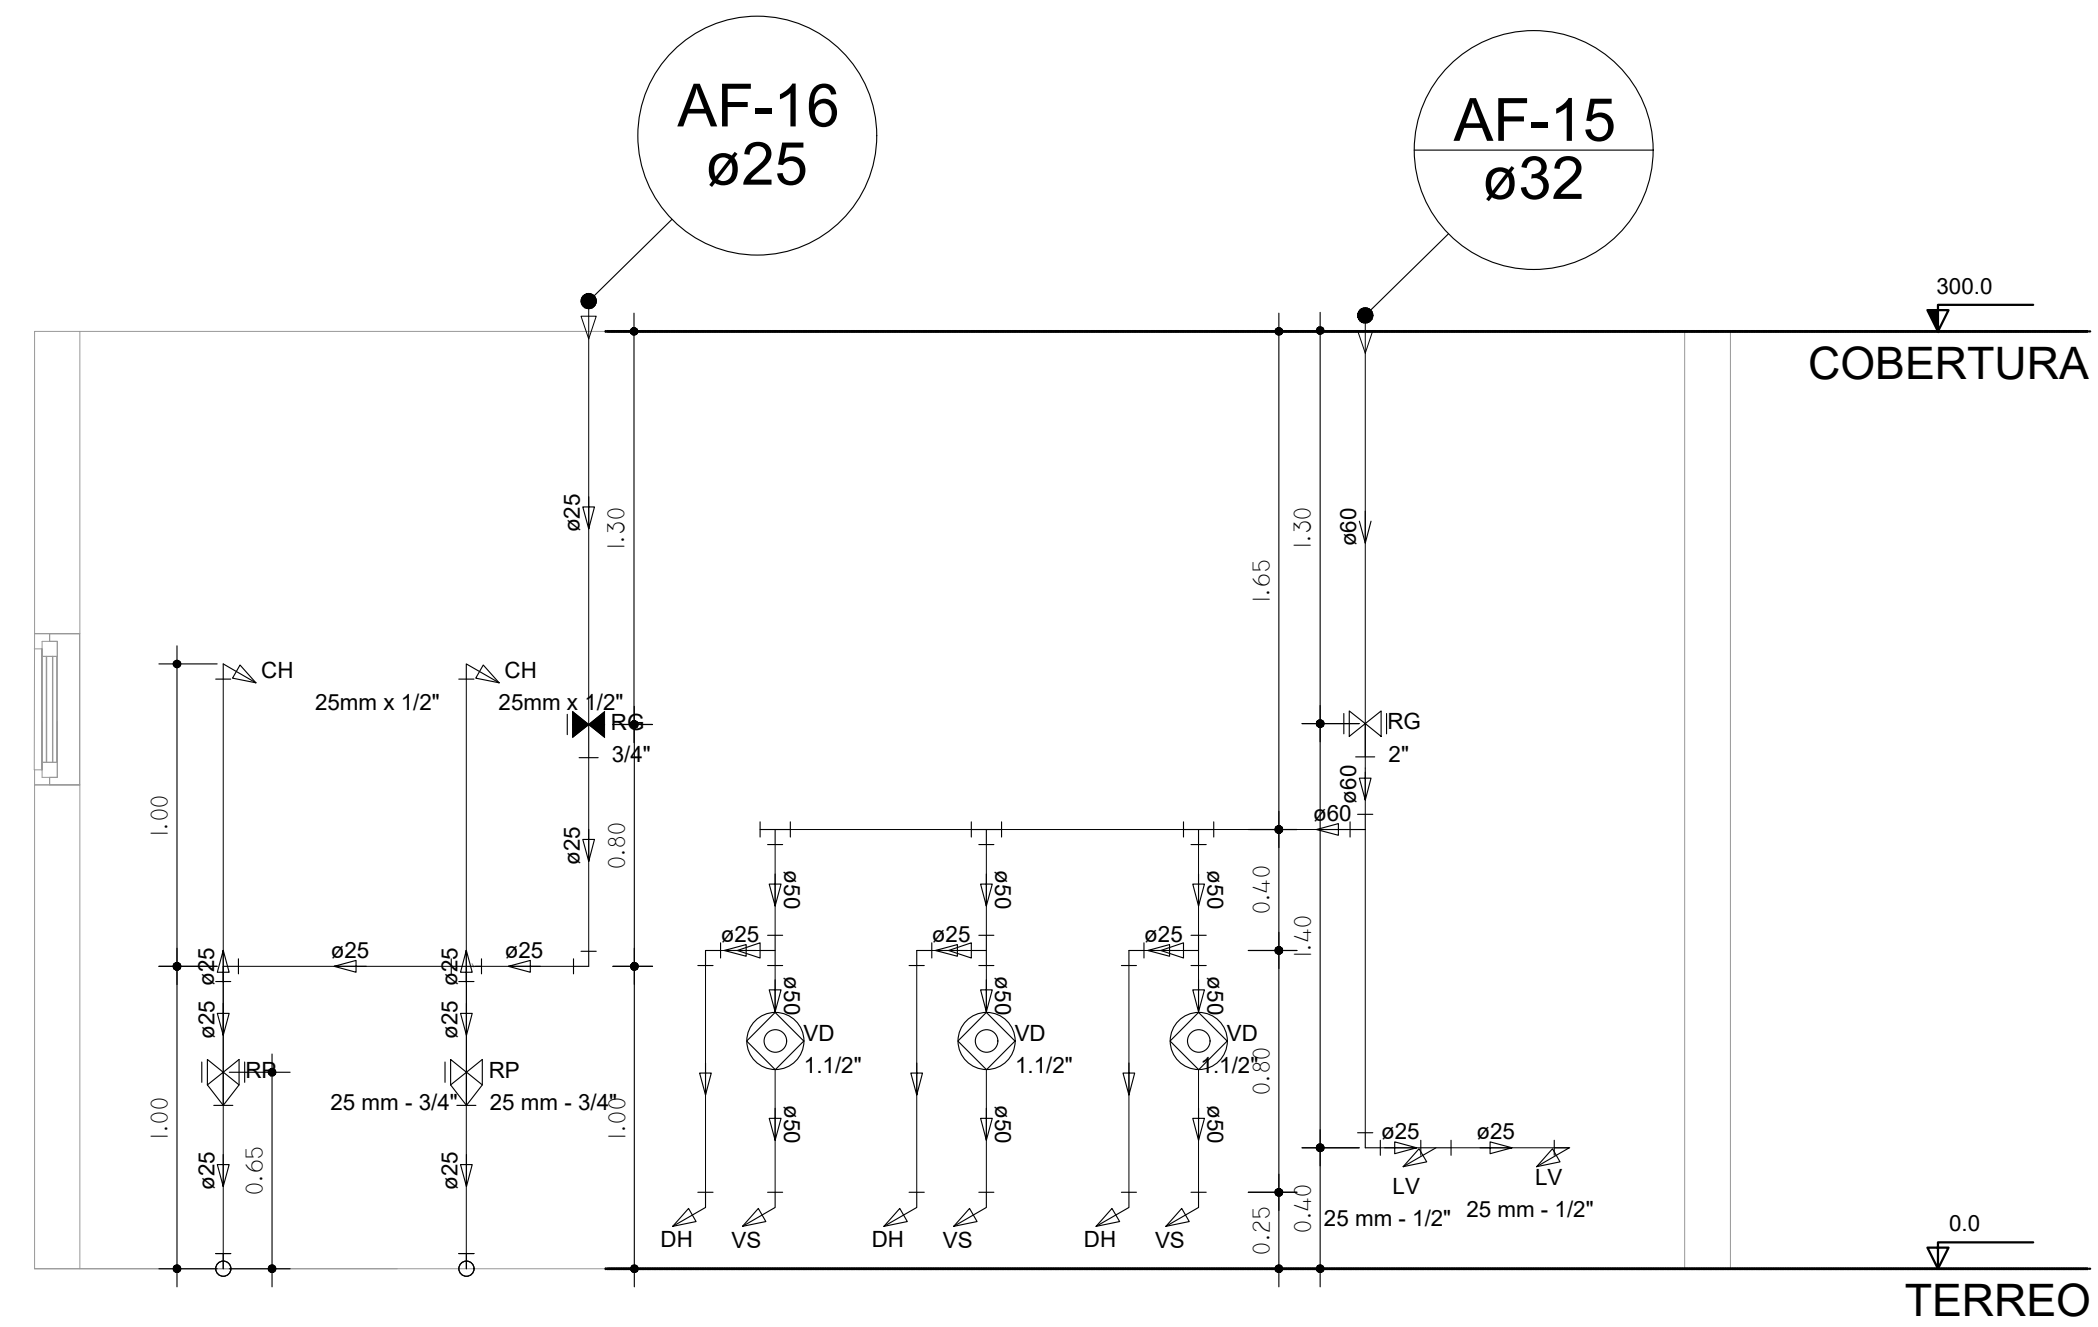 AF-16
ø25
AF-15
ø32
300.0
COBERTURA
ø25
1.30
1.30
ø60
1.65
CH
25mm x 1/2"
CH
25mm x 1/2"
RG
3/4"
RG
2"
ø60
ø60
1.00
ø25
0.80
ø50
ø50
ø50
0.40
1.40
ø25
ø25
ø25
ø25
ø25
ø25
ø25
ø25
ø25
ø50
ø50
ø50
VD
1.1/2"
VD
1.1/2"
VD
1.1/2"
0.80
RP
RP
25 mm - 3/4"
25 mm - 3/4"
1.00
1.00
ø50
ø50
ø50
ø25
ø25
ø25
0.65
ø25
LV
LV
25 mm - 1/2"
25 mm - 1/2"
0.40
0.25
DH
VS
DH
VS
DH
VS
0.0
TERREO